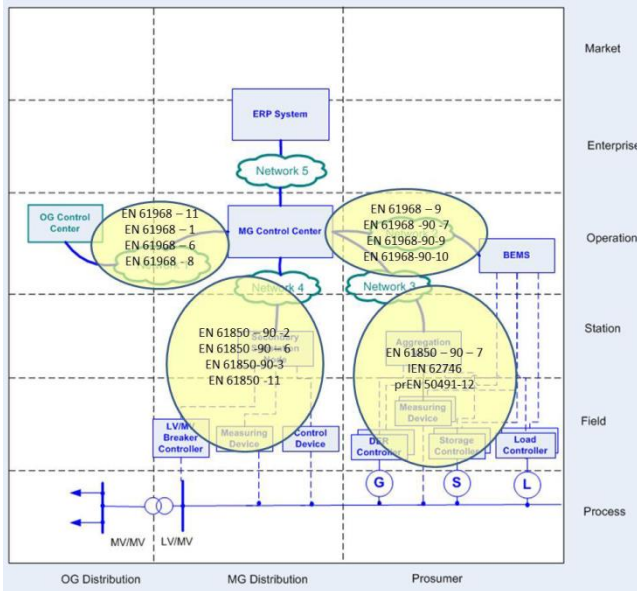 Market
ERP System
Enterprise
Network 5
OG Control
Center
EN 61968 – 11
EN 61968 – 1
EN 61968 – 6
EN 61968 - 8
MG Control Center
EN 61968 – 9
EN 61968 -90 -7
EN 61968-90-9
EN 61968-90-10
BEMS
Operation
Network 4
Network 3
Station
EN 61850 – 90 -2
EN 61850 -90 – 6
EN 61850-90-3
EN 61850 -11
Secondary
Aggregation
EN 61850 – 90 – 7
IEN 62746
prEN 50491-12
Measuring
Device
Field
LV/MV
Breaker
Controller
Measuring
Device
Control
Device
DER
Controller
Storage
Controller
Load
Controller
G
S
L
Process
MV/MV
LV/MV
OG Distribution
MG Distribution
Prosumer